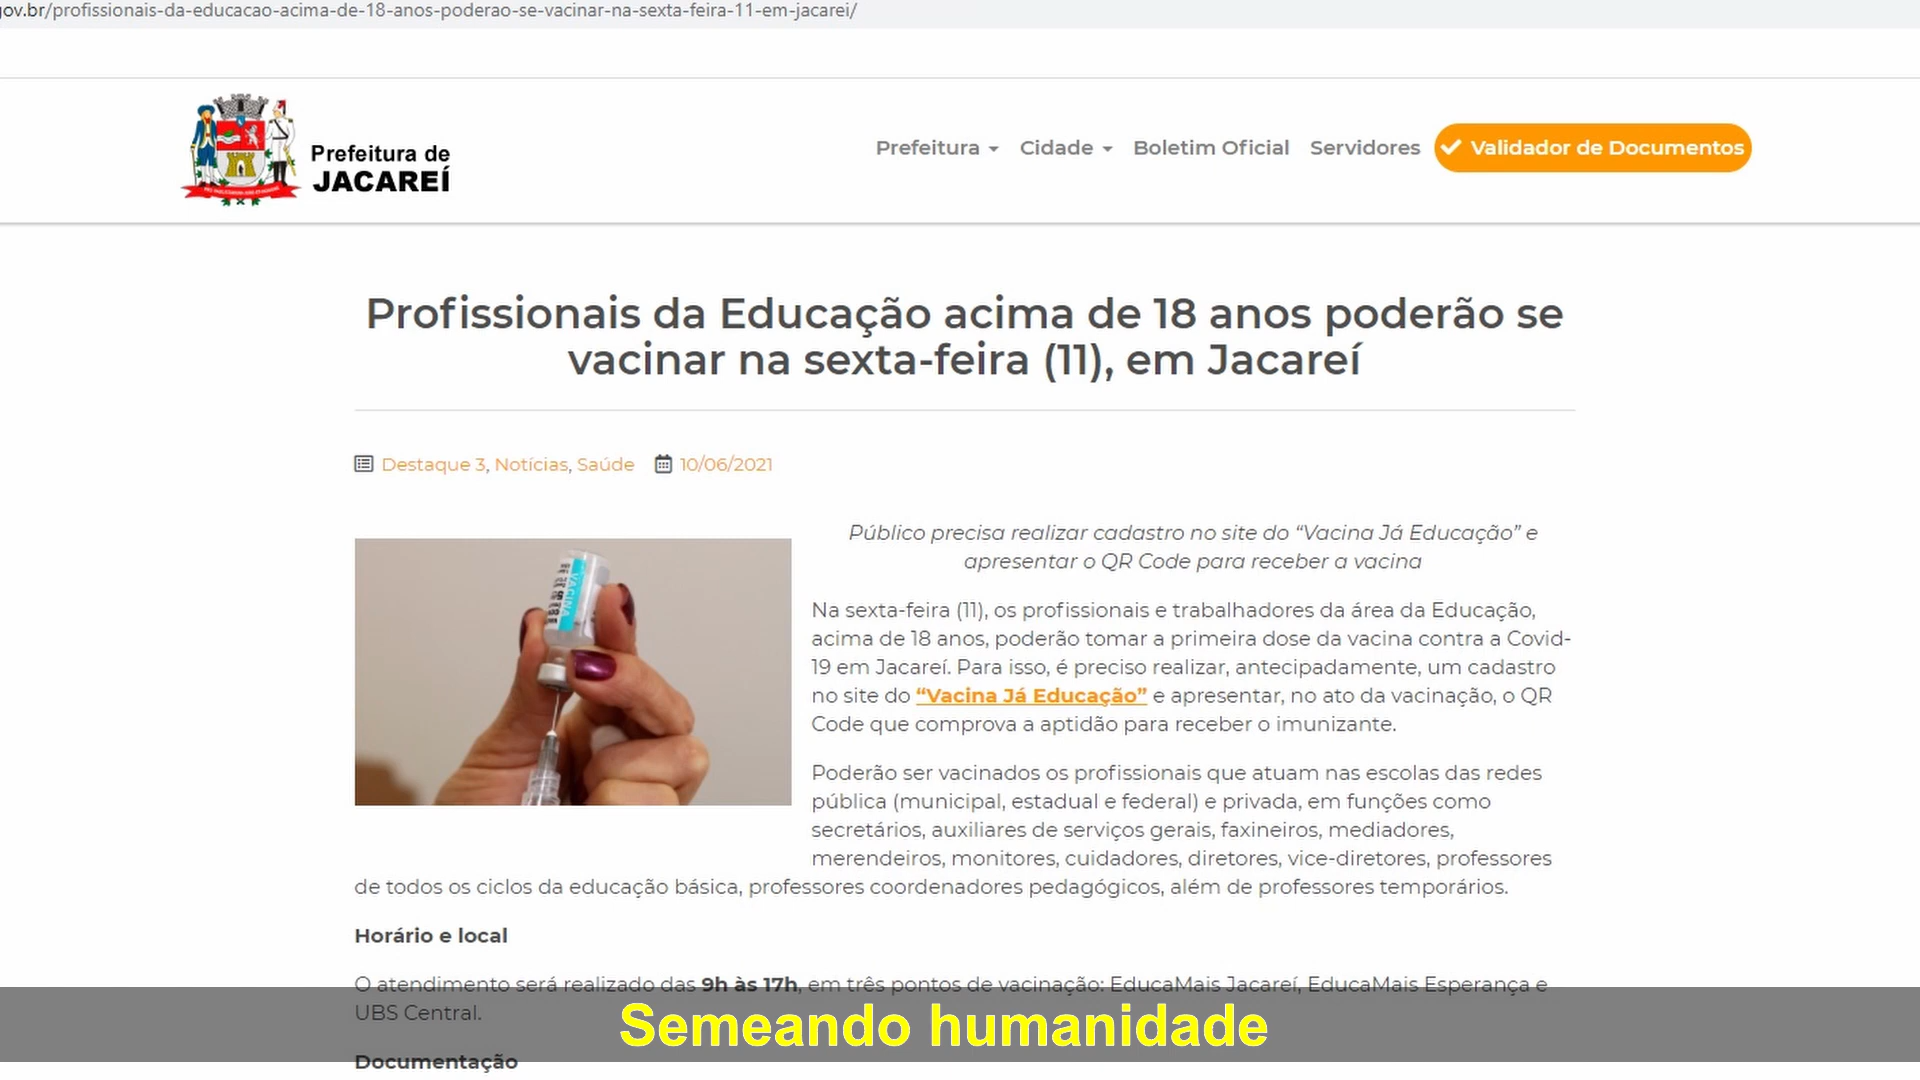 gov.br/profissionais-da-educacao-acima-de-18-anos-poderao-se-vacinar-na-sexta-feira-11-em-jacarei/
Prefeitura de
JACAREÍ
Prefeitura Cidade Boletim Oficial Servidores Validador de Documentos
Profissionais da Educação acima de 18 anos poderão se
vacinar na sexta-feira (11), em Jacareí
Destaque 3, Notícias, Saúde 10/06/2021
Público precisa realizar cadastro no site do “Vacina Já Educação” e
apresentar o QR Code para receber a vacina
VACINA
Na sexta-feira (11), os profissionais e trabalhadores da área da Educação,
acima de 18 anos, poderão tomar a primeira dose da vacina contra a Covid-
19 em Jacareí. Para isso, é preciso realizar, antecipadamente, um cadastro
no site do “Vacina Já Educação” e apresentar, no ato da vacinação, o QR
Code que comprova a aptidão para receber o imunizante.
Poderão ser vacinados os profissionais que atuam nas escolas das redes
pública (municipal, estadual e federal) e privada, em funções como
secretários, auxiliares de serviços gerais, faxineiros, mediadores,
merendeiros, monitores, cuidadores, diretores, vice-diretores, professores
de todos os ciclos da educação básica, professores coordenadores pedagógicos, além de professores temporários.
Horário e local
O atendimento será realizado das 9h às 17h, em três pontos de vacinação: EducaMais Jacareí, EducaMais Esperança e
UBS Central.
Semeando humanidade
Documentação